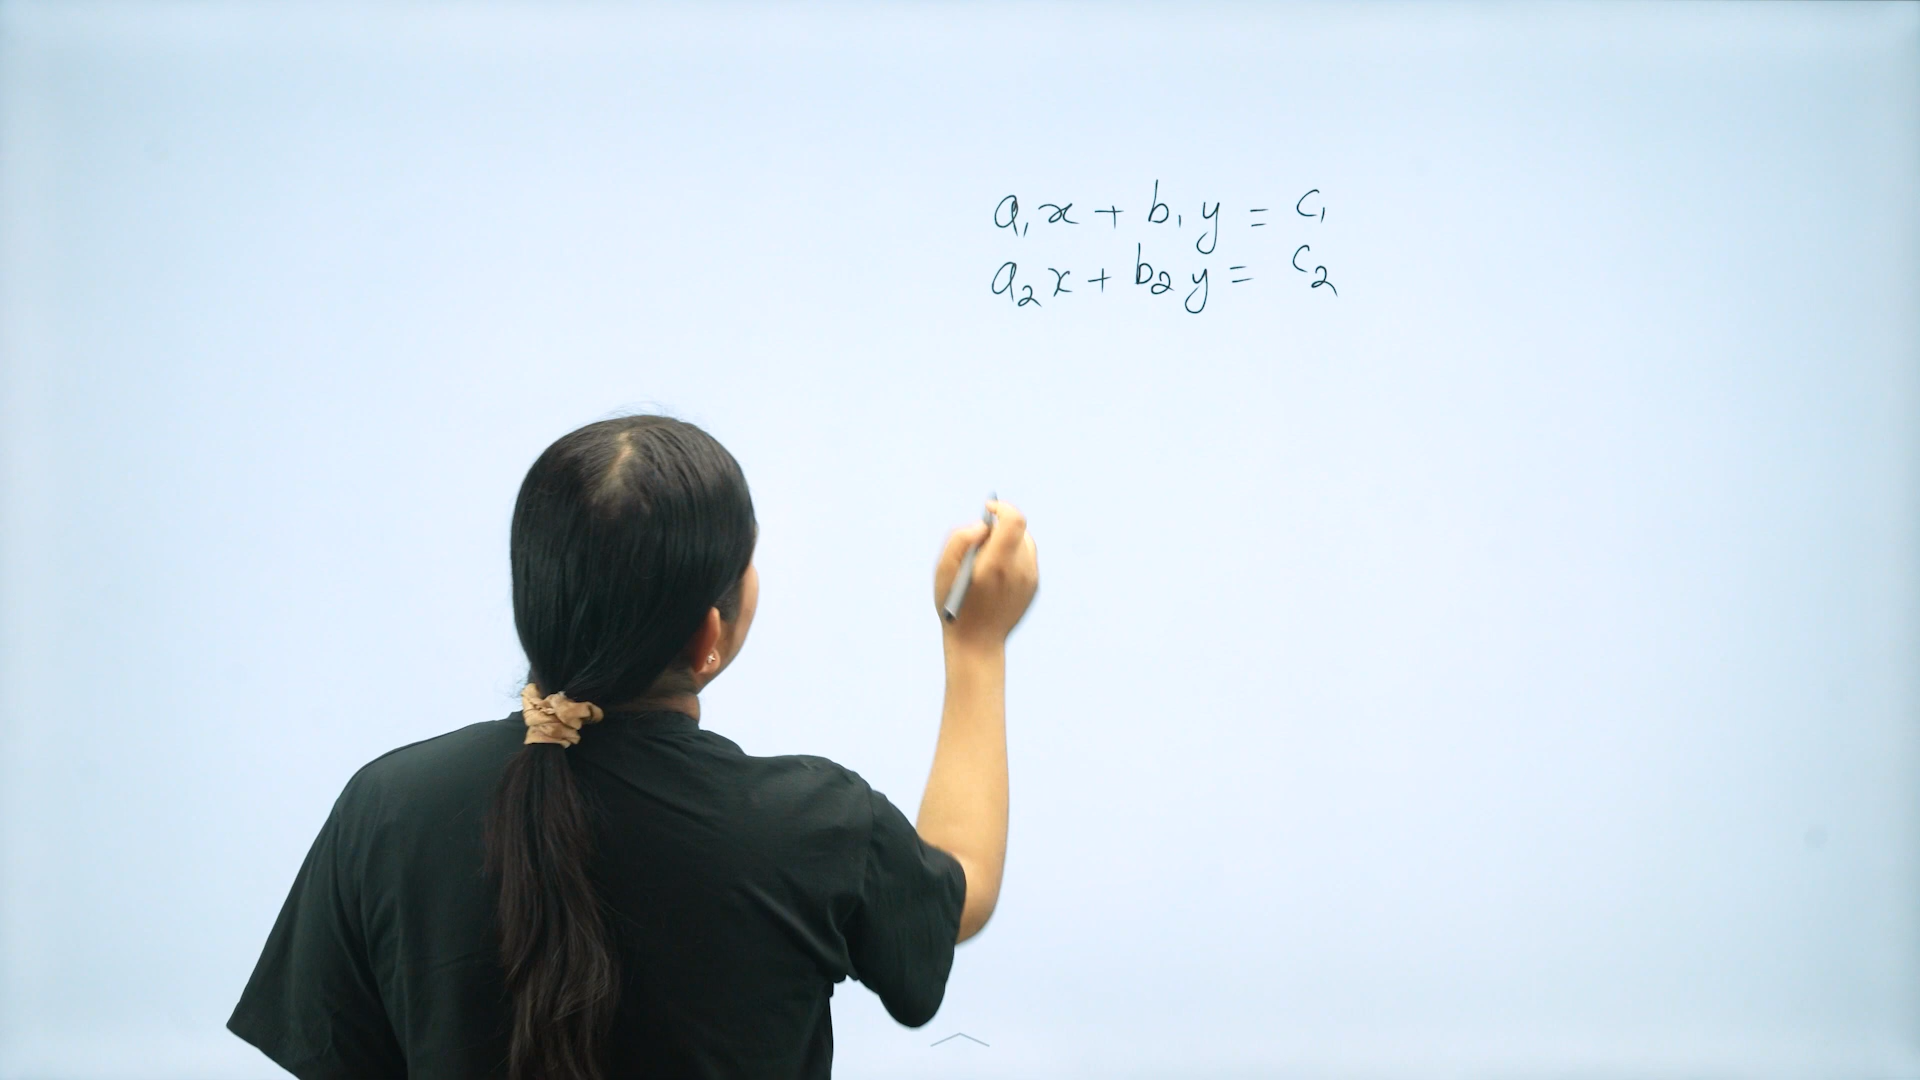 a₁x + b₁y = c₁
a₂x + b₂y = c₂